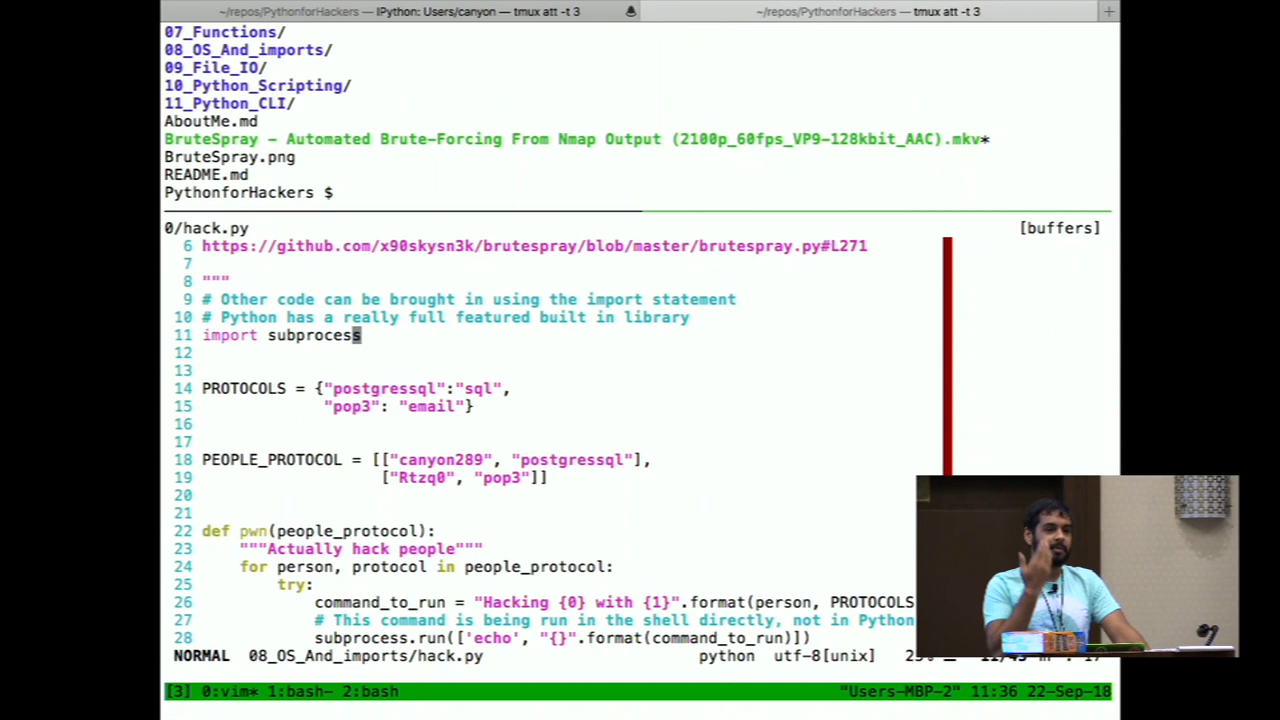 ~/repos/PythonforHackers — IPython: Users/canyon — tmux att -t 3
~/repos/PythonforHackers — tmux att -t 3
07_Functions/
08_OS_And_imports/
09_File_IO/
10_Python_Scripting/
11_Python_CLI/
AboutMe.md
BruteSpray - Automated Brute-Forcing From Nmap Output (2100p_60fps_VP9-128kbit_AAC).mkv*
BruteSpray.png
README.md
PythonforHackers $
0/hack.py [buffers]
6 https://github.com/x90skysn3k/brutespray/blob/master/brutespray.py#L271
7
8 """
9 # Other code can be brought in using the import statement
10 # Python has a really full featured built in library
11 import subprocess
12
13
14 PROTOCOLS = {"postgressql":"sql",
15 "pop3": "email"}
16
17
18 PEOPLE_PROTOCOL = [["canyon289", "postgressql"],
19 ["Rtzq0", "pop3"]]
20
21
22 def pwn(people_protocol):
23 """Actually hack people"""
24 for person, protocol in people_protocol:
25 try:
26 command_to_run = "Hacking {0} with {1}".format(person, PROTOCOLS
27 # This command is being run in the shell directly, not in Python
28 subprocess.run(['echo', "{}".format(command_to_run)])
NORMAL 08_OS_And_imports/hack.py python utf-8[unix]
[3] 0:vim* 1:bash- 2:bash "Users-MBP-2" 11:36 22-Sep-18